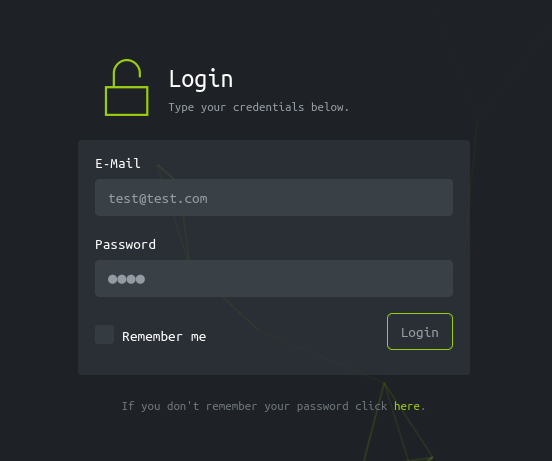 Login
Type your credentials below.
E-Mail
test@test.com
Password
●●●●
Remember me
Login
If you don't remember your password click here.